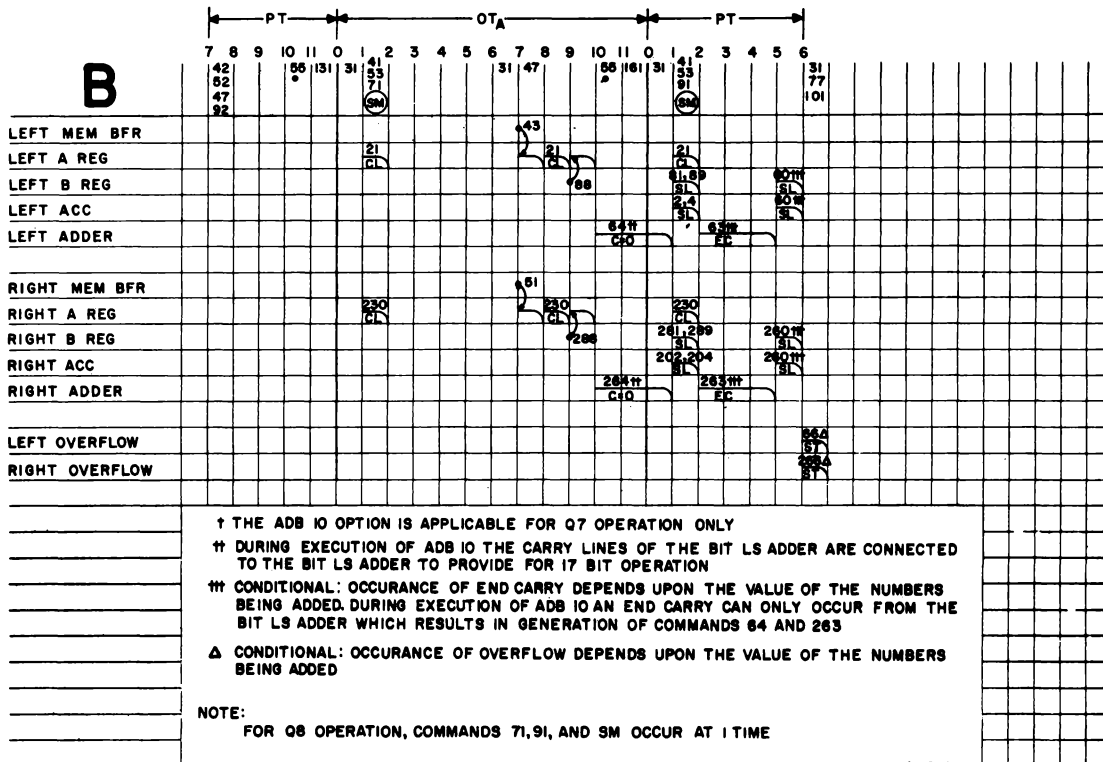 PT OT_A PT
7 8 9 10 11 0 1 2 6 7 8 9 10 11 0 1 2 3 4 5 6
B
42 56 131 31 41 31 47 56 161 31 41 31
52 53 53 77
47 71 91 101
92 SM SM
LEFT MEM BFR 43
LEFT A REG 21 21 21
CL CL CL
LEFT B REG 88 81,89 60†††
SL SL
LEFT ACC 2,4 60†††
SL SL
LEFT ADDER 64†† 63†††
C=0 EC
RIGHT MEM BFR 51
RIGHT A REG 230 230 230
CL CL CL
RIGHT B REG 288 281,289 260†††
SL SL
RIGHT ACC 202,204 260†††
SL SL
RIGHT ADDER 264†† 263†††
C=0 EC
LEFT OVERFLOW 66Δ
ST
RIGHT OVERFLOW 266Δ
ST
† THE ADB 10 OPTION IS APPLICABLE FOR Q7 OPERATION ONLY
†† DURING EXECUTION OF ADB 10 THE CARRY LINES OF THE BIT LS ADDER ARE CONNECTED
TO THE BIT LS ADDER TO PROVIDE FOR 17 BIT OPERATION
††† CONDITIONAL: OCCURANCE OF END CARRY DEPENDS UPON THE VALUE OF THE NUMBERS
BEING ADDED. DURING EXECUTION OF ADB 10 AN END CARRY CAN ONLY OCCUR FROM THE
BIT LS ADDER WHICH RESULTS IN GENERATION OF COMMANDS 64 AND 263
Δ CONDITIONAL: OCCURANCE OF OVERFLOW DEPENDS UPON THE VALUE OF THE NUMBERS
BEING ADDED
NOTE:
FOR Q8 OPERATION, COMMANDS 71,91, AND SM OCCUR AT 1 TIME